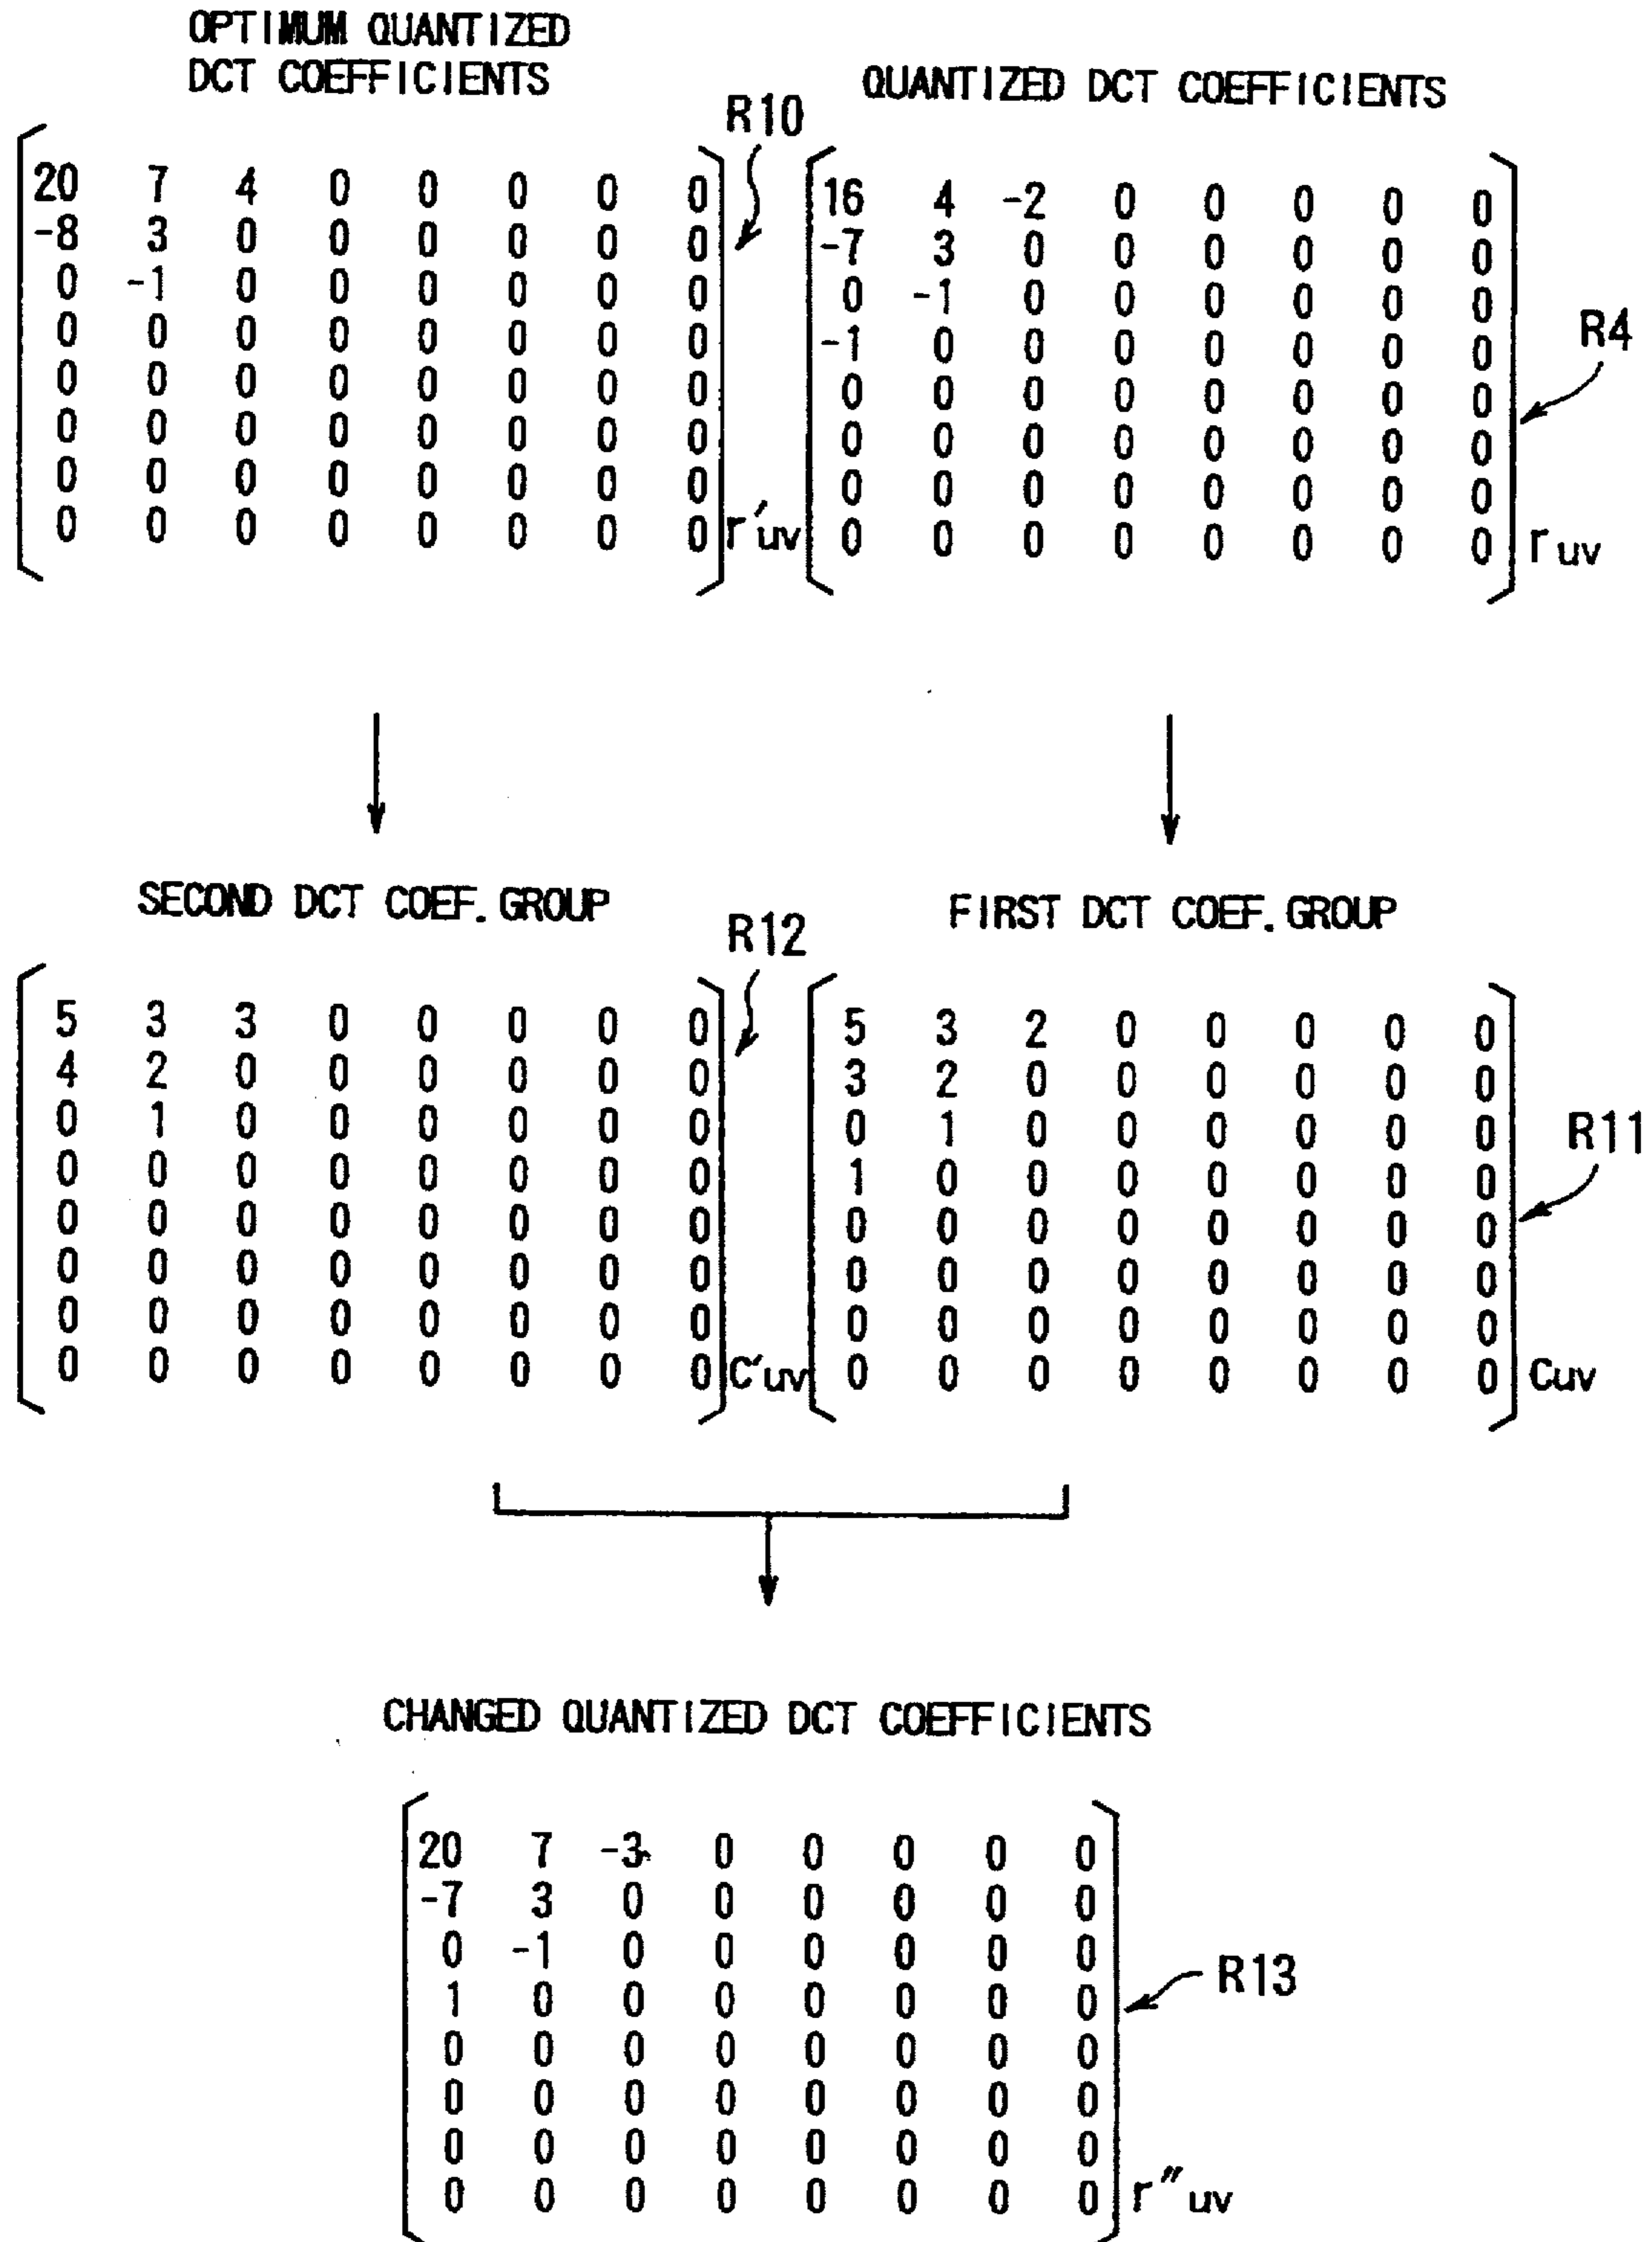 OPTIMUM QUANTIZED
DCT COEFFICIENTS
R10
20 7 4 0 0 0 0 0
-8 3 0 0 0 0 0 0
0 -1 0 0 0 0 0 0
0 0 0 0 0 0 0 0
0 0 0 0 0 0 0 0
0 0 0 0 0 0 0 0
0 0 0 0 0 0 0 0
0 0 0 0 0 0 0 0
r'uv
QUANTIZED DCT COEFFICIENTS
R4
16 4 -2 0 0 0 0 0
-7 3 0 0 0 0 0 0
0 -1 0 0 0 0 0 0
-1 0 0 0 0 0 0 0
0 0 0 0 0 0 0 0
0 0 0 0 0 0 0 0
0 0 0 0 0 0 0 0
0 0 0 0 0 0 0 0
ruv
SECOND DCT COEF. GROUP
R12
5 3 3 0 0 0 0 0
4 2 0 0 0 0 0 0
0 1 0 0 0 0 0 0
0 0 0 0 0 0 0 0
0 0 0 0 0 0 0 0
0 0 0 0 0 0 0 0
0 0 0 0 0 0 0 0
0 0 0 0 0 0 0 0
c'uv
FIRST DCT COEF. GROUP
R11
5 3 2 0 0 0 0 0
3 2 0 0 0 0 0 0
0 1 0 0 0 0 0 0
1 0 0 0 0 0 0 0
0 0 0 0 0 0 0 0
0 0 0 0 0 0 0 0
0 0 0 0 0 0 0 0
0 0 0 0 0 0 0 0
cuv
CHANGED QUANTIZED DCT COEFFICIENTS
R13
20 7 -3 0 0 0 0 0
-7 3 0 0 0 0 0 0
0 -1 0 0 0 0 0 0
1 0 0 0 0 0 0 0
0 0 0 0 0 0 0 0
0 0 0 0 0 0 0 0
0 0 0 0 0 0 0 0
0 0 0 0 0 0 0 0
r"uv